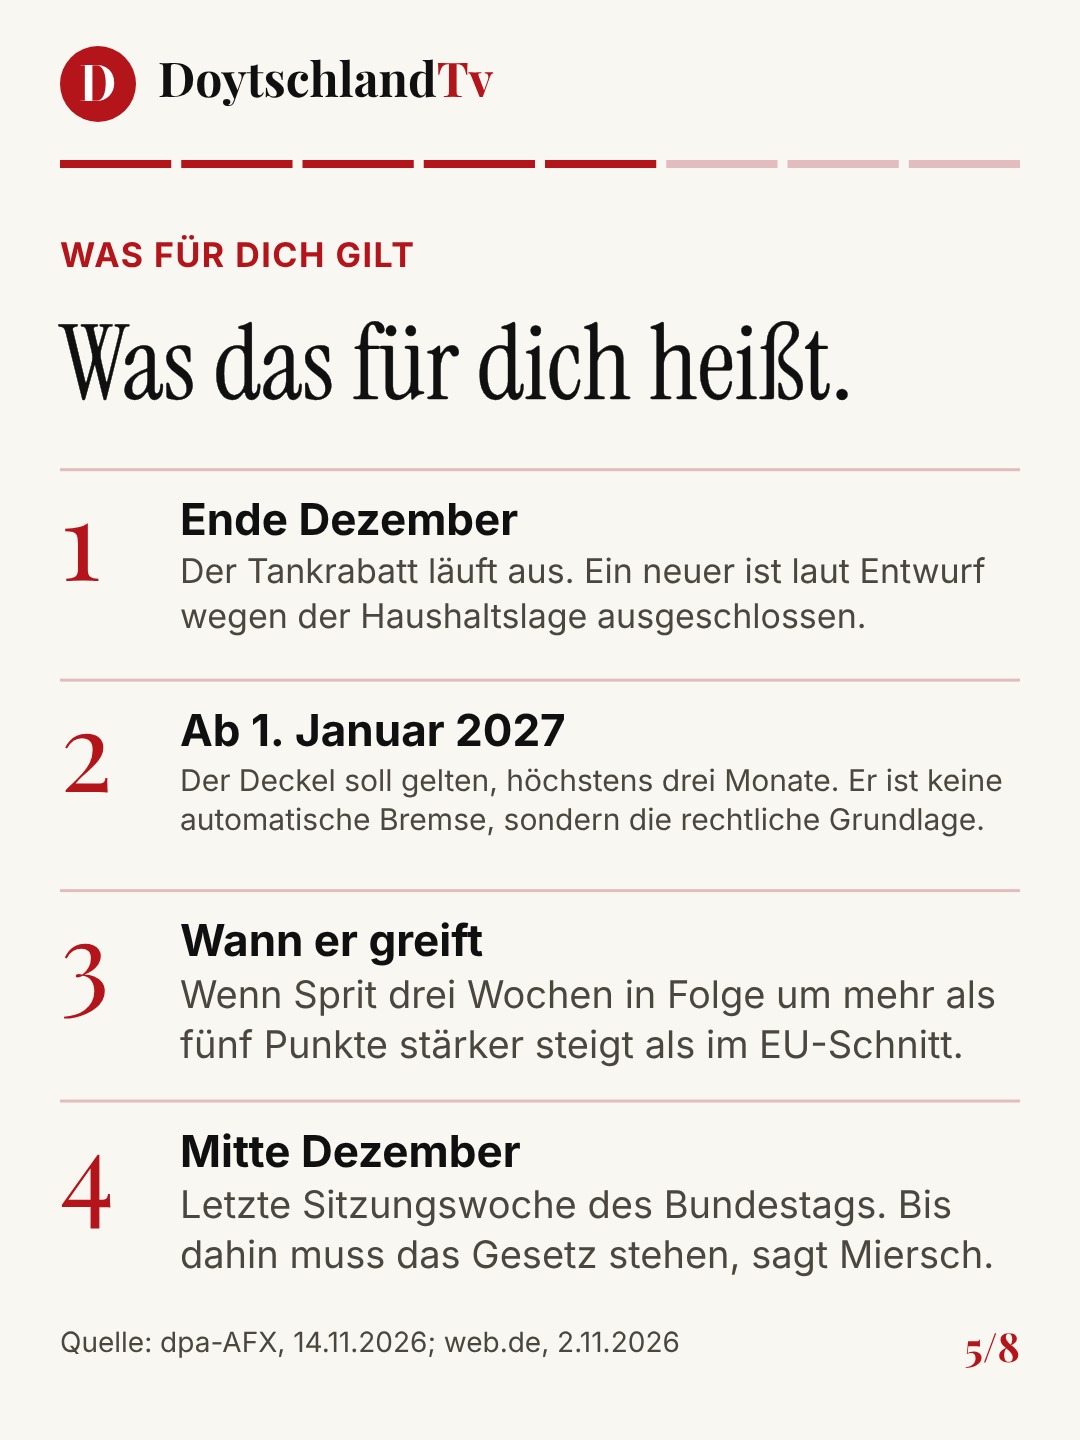 D DoytschlandTv
WAS FÜR DICH GILT
Was das für dich heißt.
1 Ende Dezember
Der Tankrabatt läuft aus. Ein neuer ist laut Entwurf
wegen der Haushaltslage ausgeschlossen.
2 Ab 1. Januar 2027
Der Deckel soll gelten, höchstens drei Monate. Er ist keine
automatische Bremse, sondern die rechtliche Grundlage.
3 Wann er greift
Wenn Sprit drei Wochen in Folge um mehr als
fünf Punkte stärker steigt als im EU-Schnitt.
4 Mitte Dezember
Letzte Sitzungswoche des Bundestags. Bis
dahin muss das Gesetz stehen, sagt Miersch.
Quelle: dpa-AFX, 14.11.2026; web.de, 2.11.2026
5/8